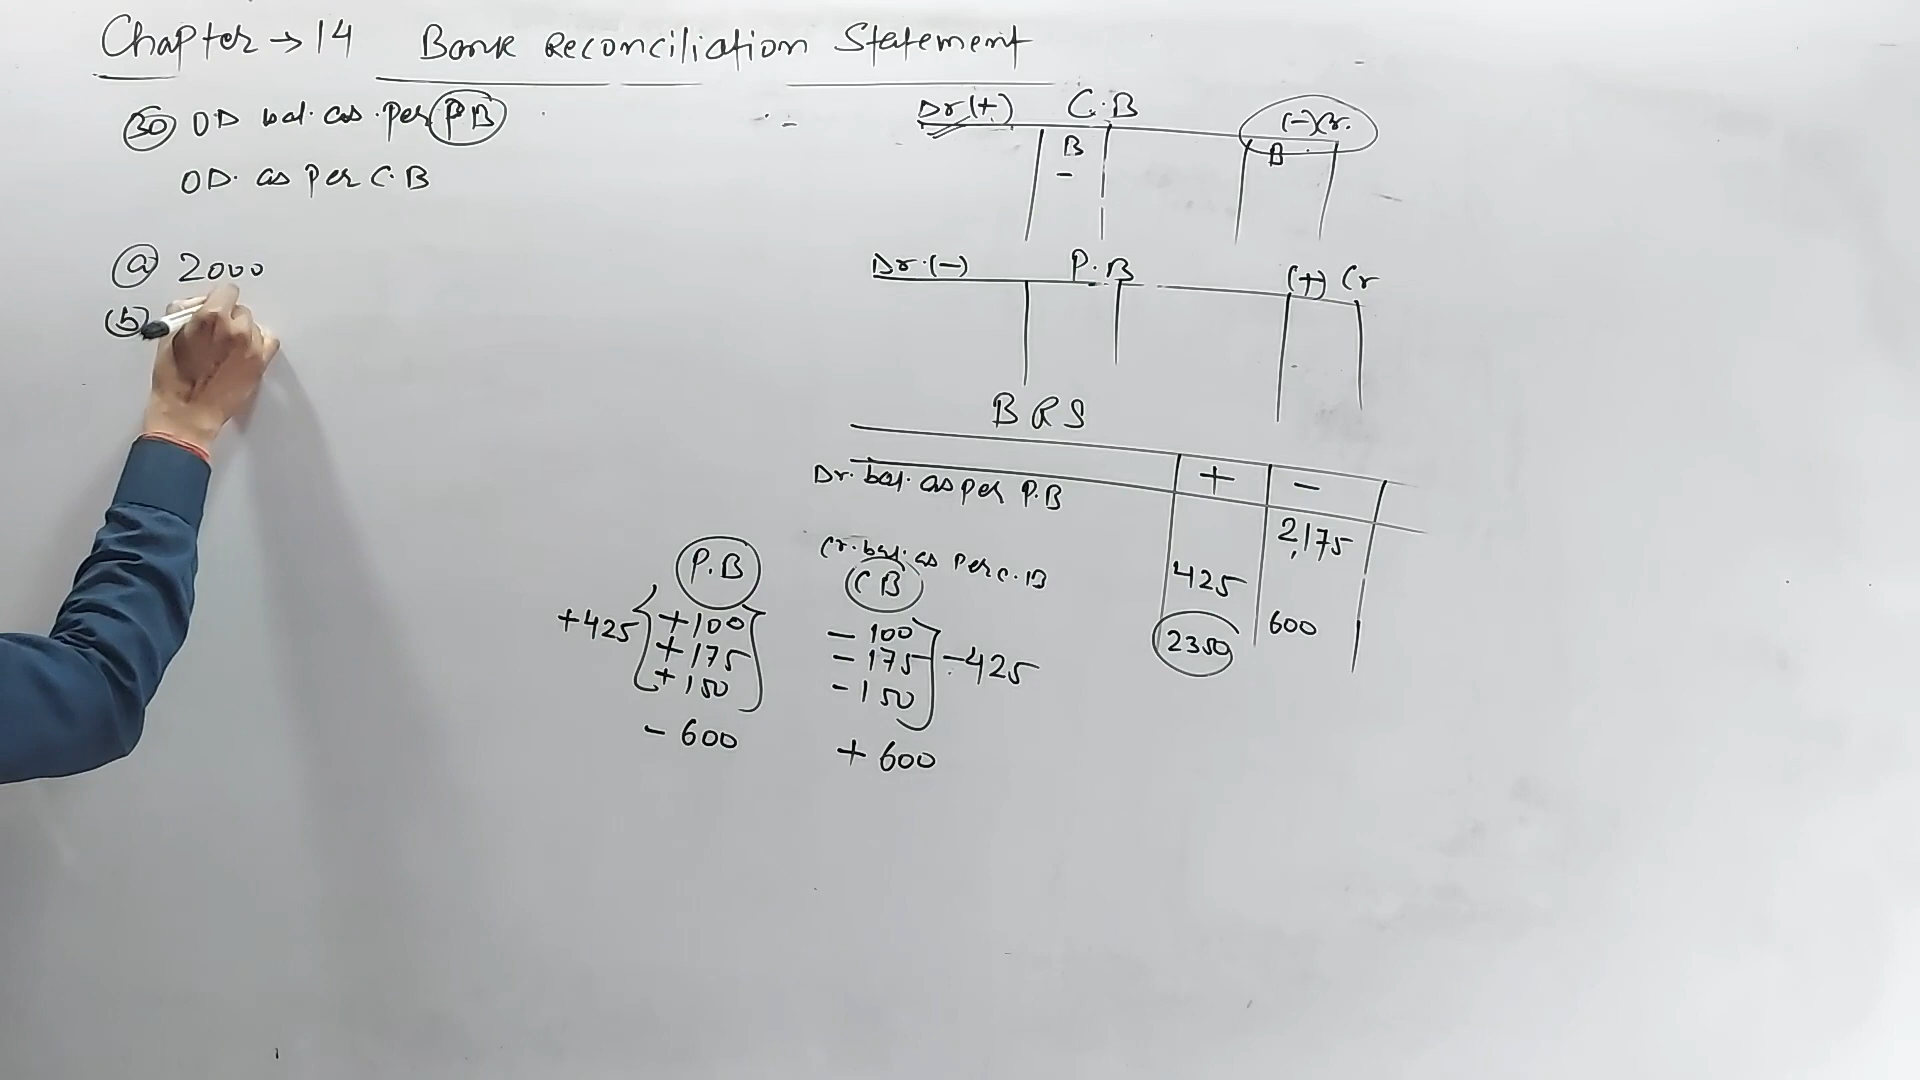 Chapter → 14 Bank Reconciliation Statement
30 OD bal. as per P B
OD. as per C.B
a 2000
b
Dr (+) C.B (-) Cr.
B B
-
Dr. (-) P.B (+) Cr
B R S
+ -
Dr. bal. as per P.B
2,175
425
600
2350
Cr. bal. as per C.B
P.B C B
+425 { +100 - 100
+ 175 - 175 - 425
+ 150 - 150
- 600 + 600